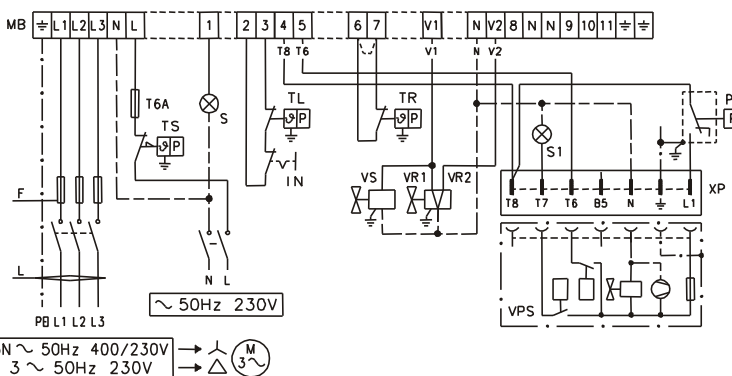 MB ⏚ L1 L2 L3 N L 1 2 3 4 5 6 7 V1 N V2 8 N N 9 10 11 ⏚ ⏚
T8 T6 V1 N V2
T6A
TS
ϑ P
S
TL
ϑ P
IN
TR
ϑ P
VS VR1 VR2
S1
P
P
F
XP
T8 T7 T6 B5 N ⏚ L1
L
N L
PE L1 L2 L3
VPS
~ 50Hz 230V
3N ~ 50Hz 400/230V
3 ~ 50Hz 230V
M
3~